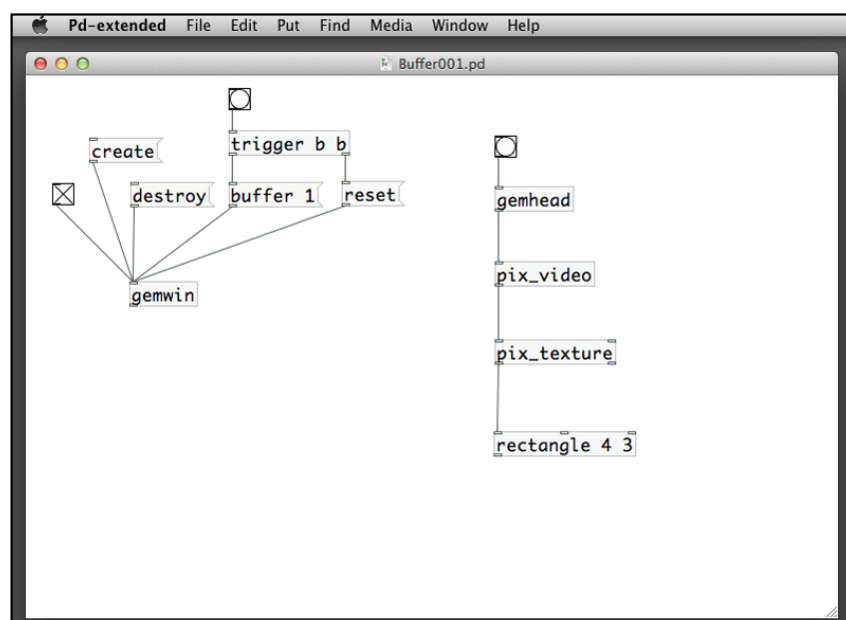 Pd-extended File Edit Put Find Media Window Help
Buffer001.pd
create
trigger b b
destroy
buffer 1
reset
gemwin
gemhead
pix_video
pix_texture
rectangle 4 3